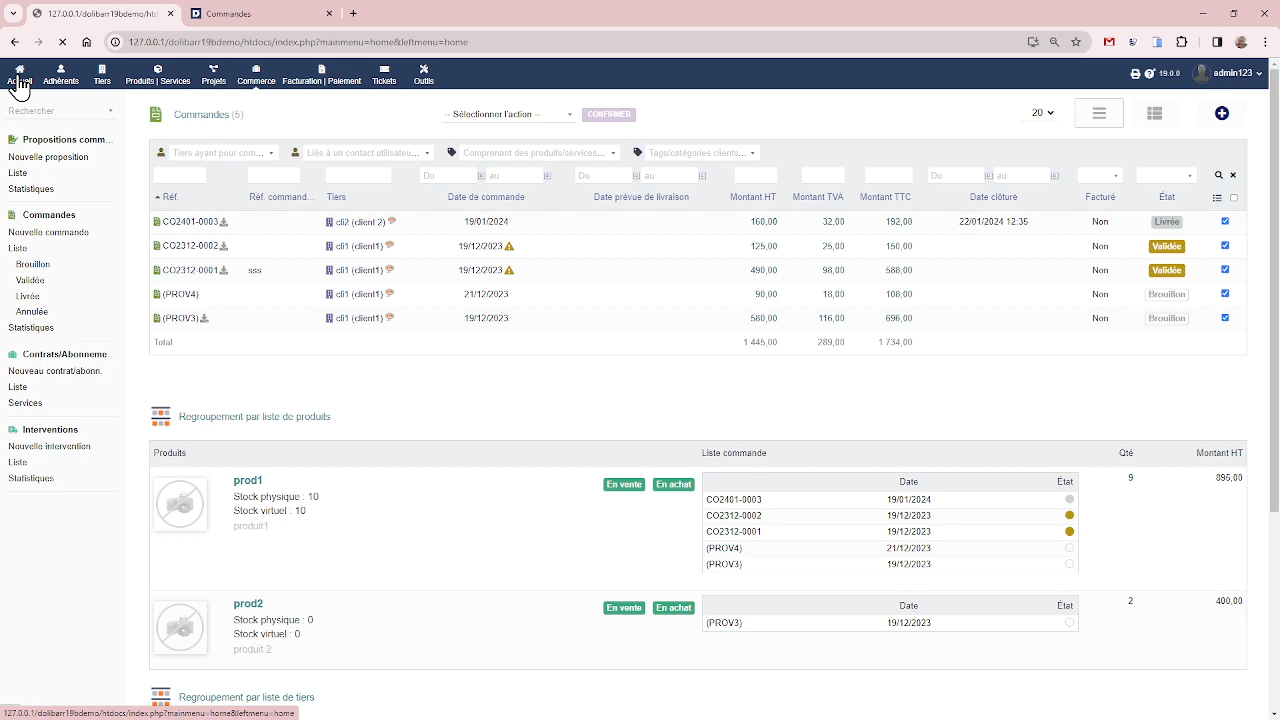 127.0.0.1/dolibarr19bdemo/htd
Commandes
127.0.0.1/dolibarr19bdemo/htdocs/index.php?mainmenu=home&leftmenu=home
Adhérents Tiers Produits | Services Projets Commerce Facturation | Paiement Tickets Outils
19.0.0 admin123
Rechercher
Propositions comm...
Nouvelle proposition
Liste
Statistiques
Commandes
Nouvelle commande
Liste
Brouillon
Validée
Livrée
Annulée
Statistiques
Contrats/Abonneme...
Nouveau contrat/abonn.
Liste
Services
Interventions
Nouvelle intervention
Liste
Statistiques
Commandes (5) -- Sélectionner l'action -- CONFIRMER 20
Tiers ayant pour com... Liés à un contact utilisateur... Comprenant des produits/services... Tags/catégories clients...
Du au Du au Du au
Réf. Réf. command... Tiers Date de commande Date prévue de livraison Montant HT Montant TVA Montant TTC Date clôture Facturé État
CO2401-0003 cli2 (client 2) 19/01/2024 160,00 32,00 192,00 22/01/2024 12:35 Non Livrée
CO2312-0002 cli1 (client1) 19/12/2023 125,00 25,00 150,00 Non Validée
CO2312-0001 sss cli1 (client1) 19/12/2023 490,00 98,00 588,00 Non Validée
(PROV4) cli1 (client1) 21/12/2023 90,00 18,00 108,00 Non Brouillon
(PROV3) cli1 (client1) 19/12/2023 580,00 116,00 696,00 Non Brouillon
Total 1 445,00 289,00 1 734,00
Regroupement par liste de produits
Produits Liste commande Qté Montant HT
prod1
Stock physique : 10
Stock virtuel : 10
produit1
En vente En achat
Date État
CO2401-0003 19/01/2024
CO2312-0002 19/12/2023
CO2312-0001 19/12/2023
(PROV4) 21/12/2023
(PROV3) 19/12/2023
9 895,00
prod2
Stock physique : 0
Stock virtuel : 0
produit 2
En vente En achat
Date État
(PROV3) 19/12/2023
2 400,00
Regroupement par liste de tiers
127.0.0.1/dolibarr19bdemo/htdocs/index.php?mainmenu=home&leftmenu=home